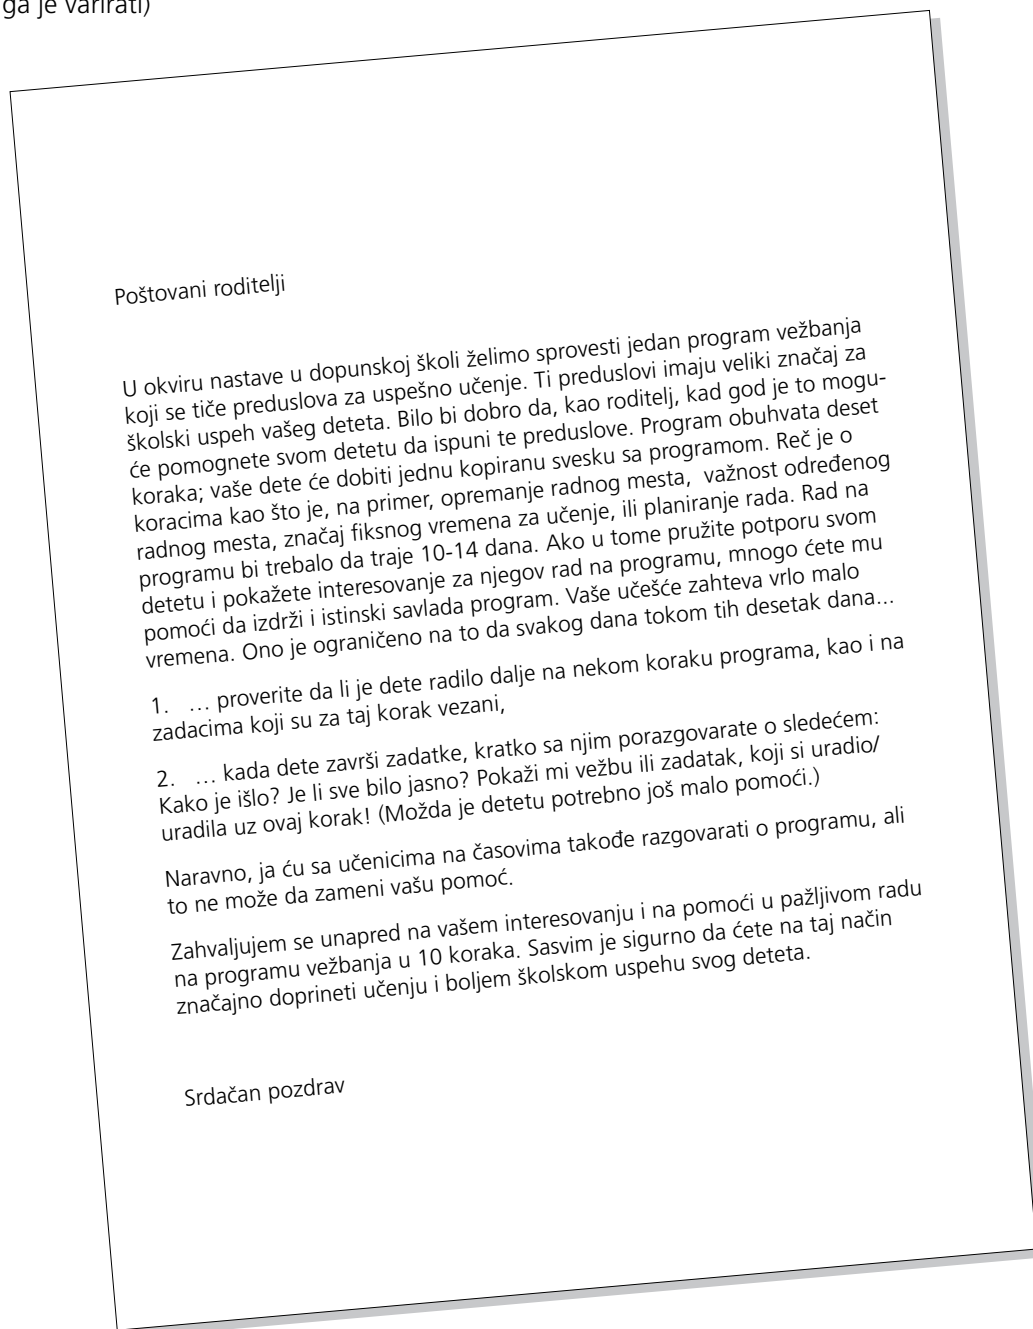 ga je varirati)
Poštovani roditelji
U okviru nastave u dopunskoj školi želimo sprovesti jedan program vežbanja
koji se tiče preduslova za uspešno učenje. Ti preduslovi imaju veliki značaj za
školski uspeh vašeg deteta. Bilo bi dobro da, kao roditelj, kad god je to mogu-
će pomognete svom detetu da ispuni te preduslove. Program obuhvata deset
koraka; vaše dete će dobiti jednu kopiranu svesku sa programom. Reč je o
koracima kao što je, na primer, opremanje radnog mesta, važnost određenog
radnog mesta, značaj fiksnog vremena za učenje, ili planiranje rada. Rad na
programu bi trebalo da traje 10-14 dana. Ako u tome pružite potporu svom
detetu i pokažete interesovanje za njegov rad na programu, mnogo ćete mu
pomoći da izdrži i istinski savlada program. Vaše učešće zahteva vrlo malo
vremena. Ono je ograničeno na to da svakog dana tokom tih desetak dana...
1. ... proverite da li je dete radilo dalje na nekom koraku programa, kao i na
zadacima koji su za taj korak vezani,
2. ... kada dete završi zadatke, kratko sa njim porazgovarate o sledećem:
Kako je išlo? Je li sve bilo jasno? Pokaži mi vežbu ili zadatak, koji si uradio/
uradila uz ovaj korak! (Možda je detetu potrebno još malo pomoći.)
Naravno, ja ću sa učenicima na časovima takođe razgovarati o programu, ali
to ne može da zameni vašu pomoć.
Zahvaljujem se unapred na vašem interesovanju i na pomoći u pažljivom radu
na programu vežbanja u 10 koraka. Sasvim je sigurno da ćete na taj način
značajno doprineti učenju i boljem školskom uspehu svog deteta.
Srdačan pozdrav